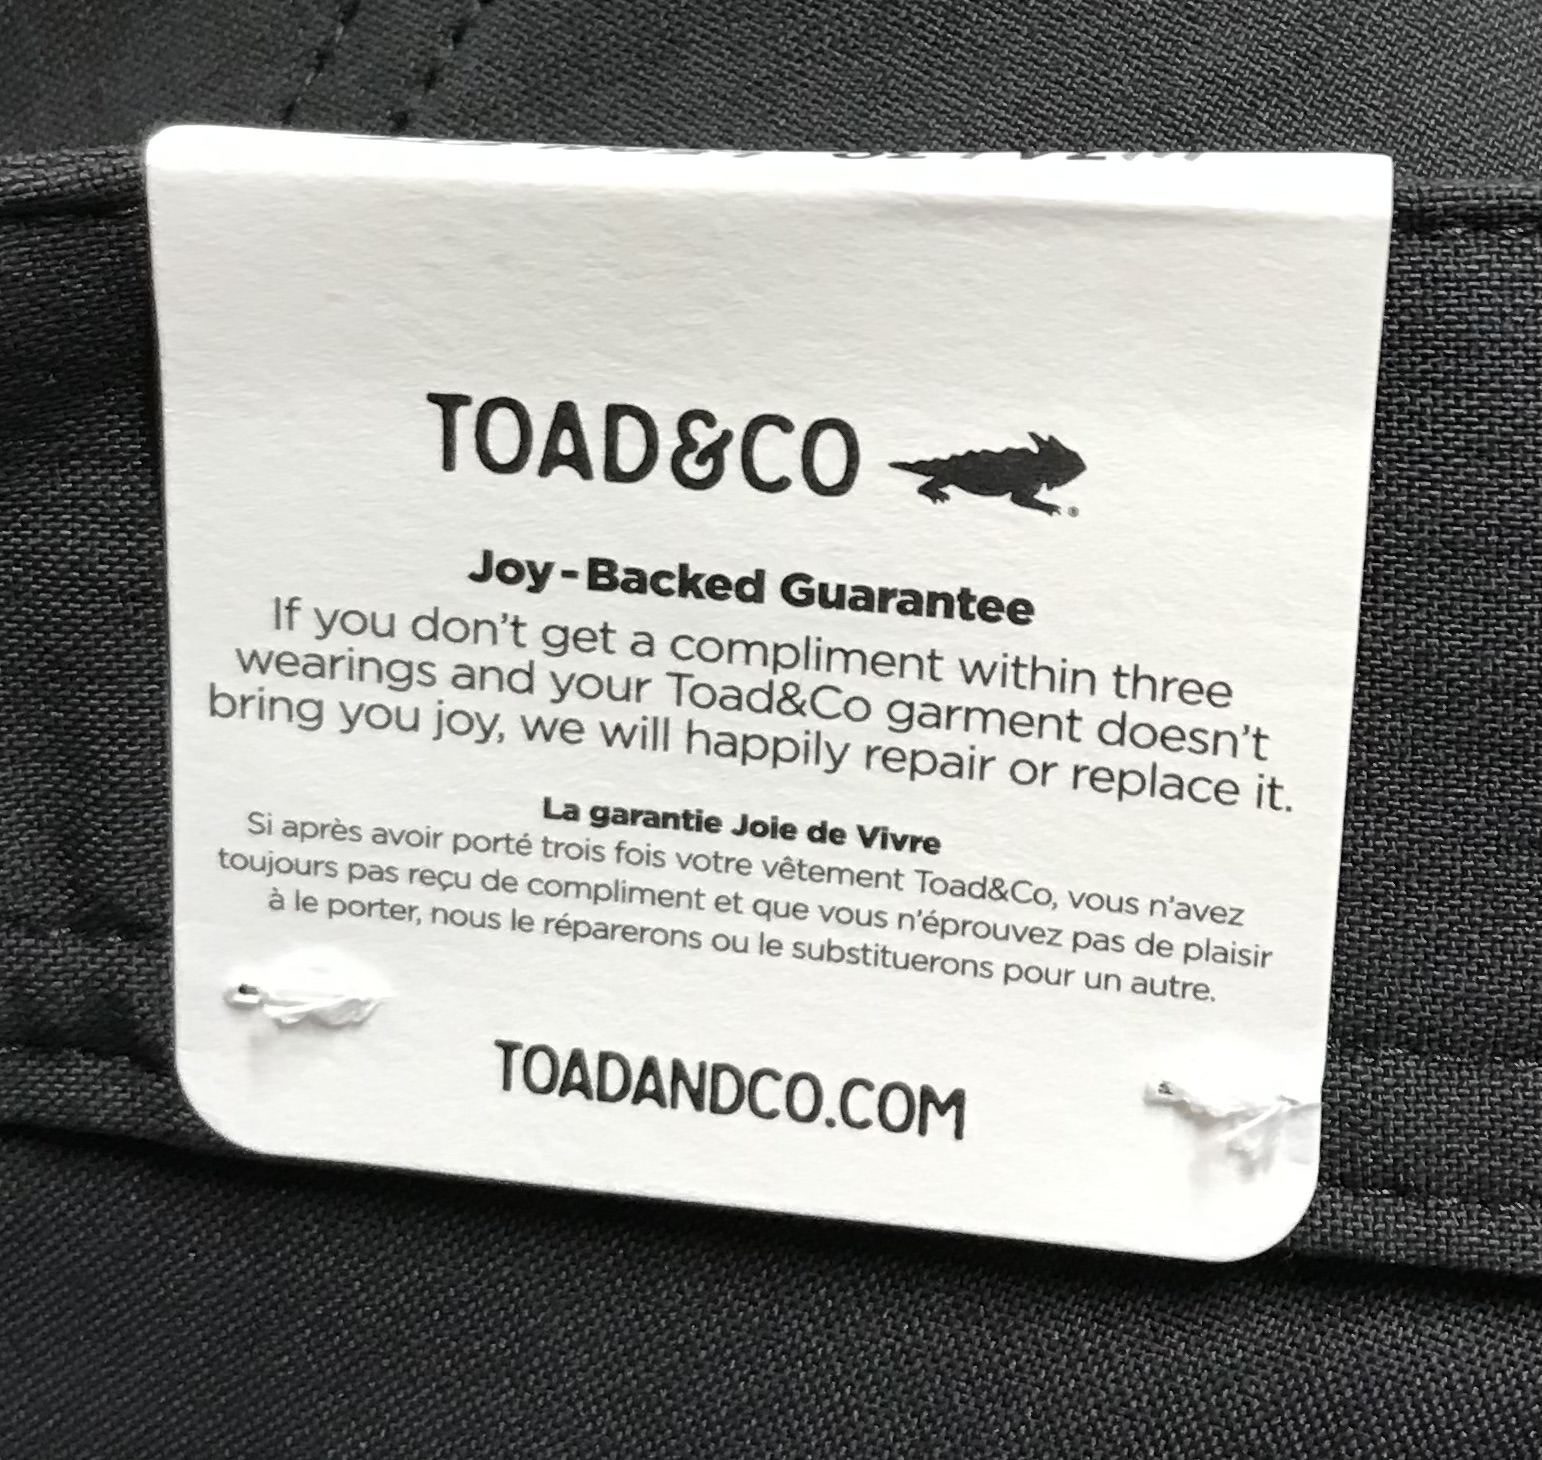 TOAD&CO
Joy-Backed Guarantee
If you don't get a compliment within three
wearings and your Toad&Co garment doesn't
bring you joy, we will happily repair or replace it.
La garantie Joie de Vivre
Si après avoir porté trois fois votre vêtement Toad&Co, vous n'avez
toujours pas reçu de compliment et que vous n'éprouvez pas de plaisir
à le porter, nous le réparerons ou le substituerons pour un autre.
TOADANDCO.COM